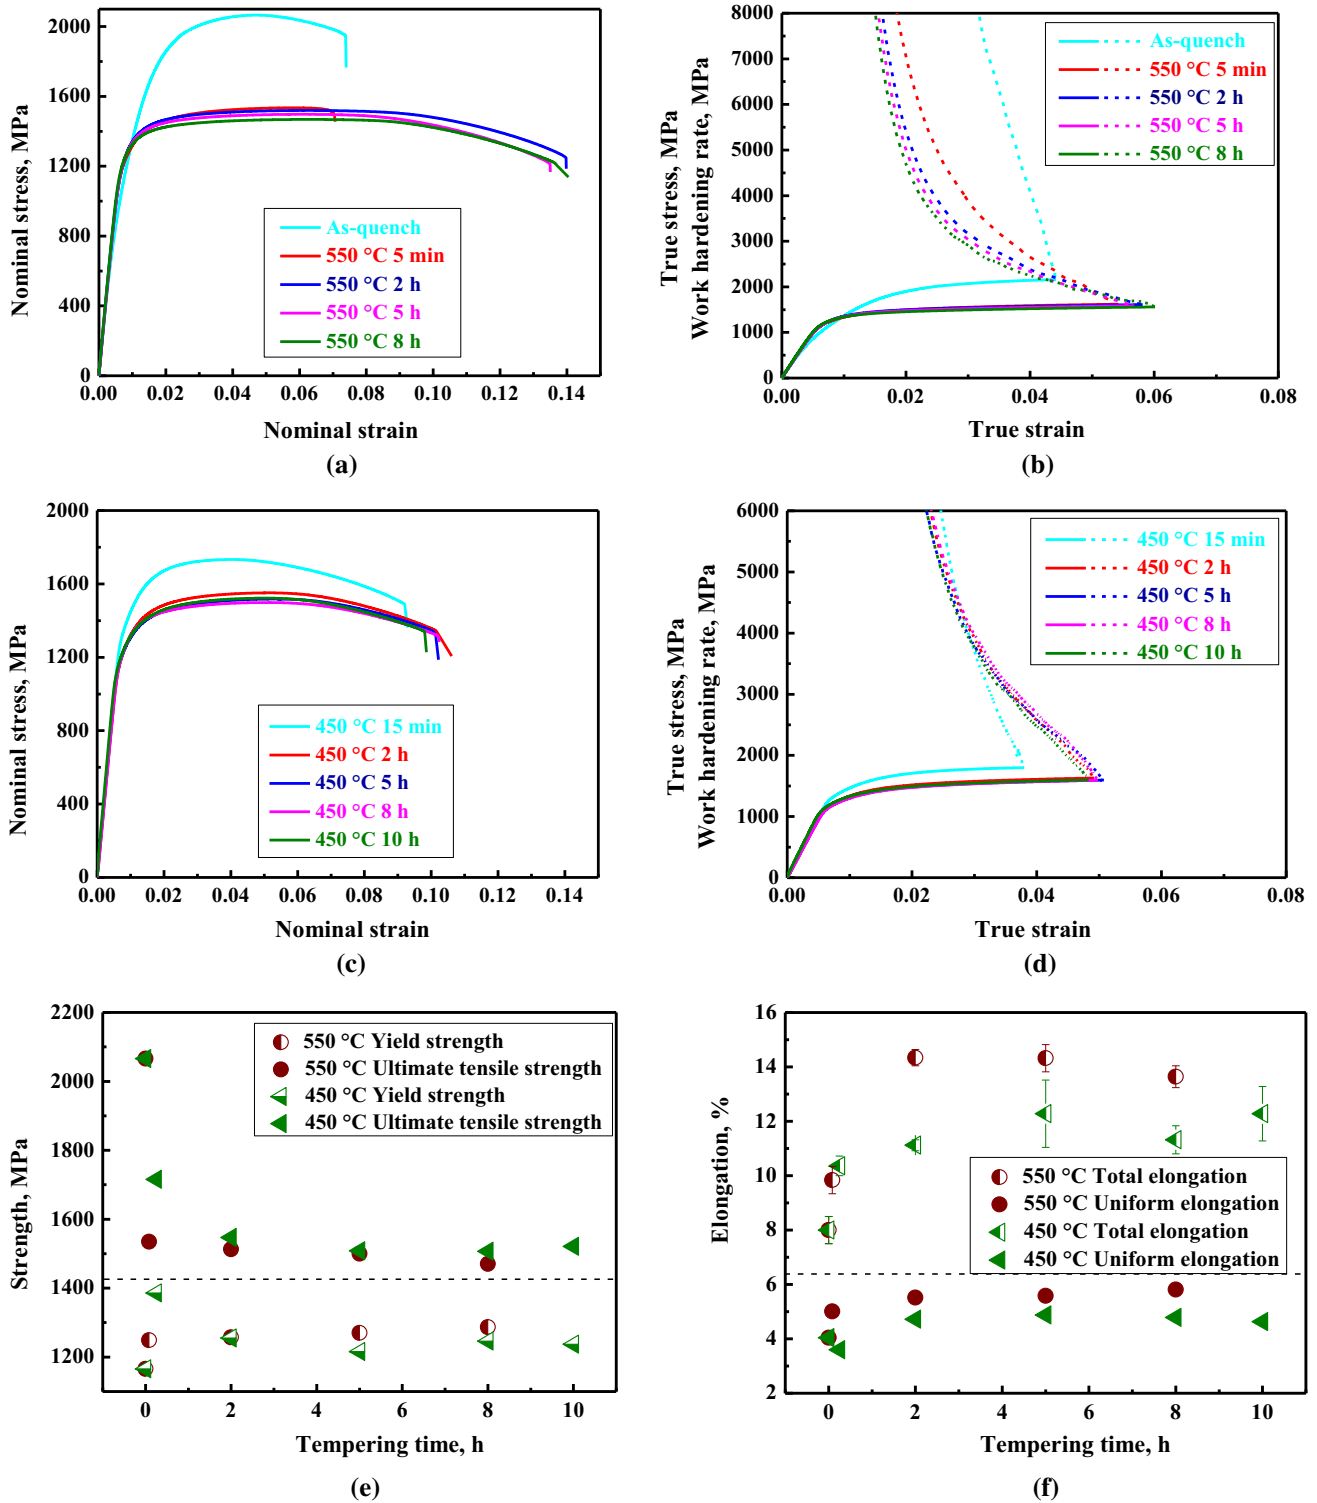 2000
1600
1200
800
400
0
0.00 0.02 0.04 0.06 0.08 0.10 0.12 0.14
Nominal stress, MPa
Nominal strain
As-quench
550 °C 5 min
550 °C 2 h
550 °C 5 h
550 °C 8 h
(a)
8000
7000
6000
5000
4000
3000
2000
1000
0
0.00 0.02 0.04 0.06 0.08
True stress, MPa
Work hardening rate, MPa
True strain
As-quench
550 °C 5 min
550 °C 2 h
550 °C 5 h
550 °C 8 h
(b)
2000
1600
1200
800
400
0
0.00 0.02 0.04 0.06 0.08 0.10 0.12 0.14
Nominal stress, MPa
Nominal strain
450 °C 15 min
450 °C 2 h
450 °C 5 h
450 °C 8 h
450 °C 10 h
(c)
6000
5000
4000
3000
2000
1000
0
0.00 0.02 0.04 0.06 0.08
True stress, MPa
Work hardening rate, MPa
True strain
450 °C 15 min
450 °C 2 h
450 °C 5 h
450 °C 8 h
450 °C 10 h
(d)
2200
2000
1800
1600
1400
1200
0 2 4 6 8 10
Strength, MPa
Tempering time, h
550 °C Yield strength
550 °C Ultimate tensile strength
450 °C Yield strength
450 °C Ultimate tensile strength
(e)
16
14
12
10
8
6
4
2
0 2 4 6 8 10
Elongation, %
Tempering time, h
550 °C Total elongation
550 °C Uniform elongation
450 °C Total elongation
450 °C Uniform elongation
(f)